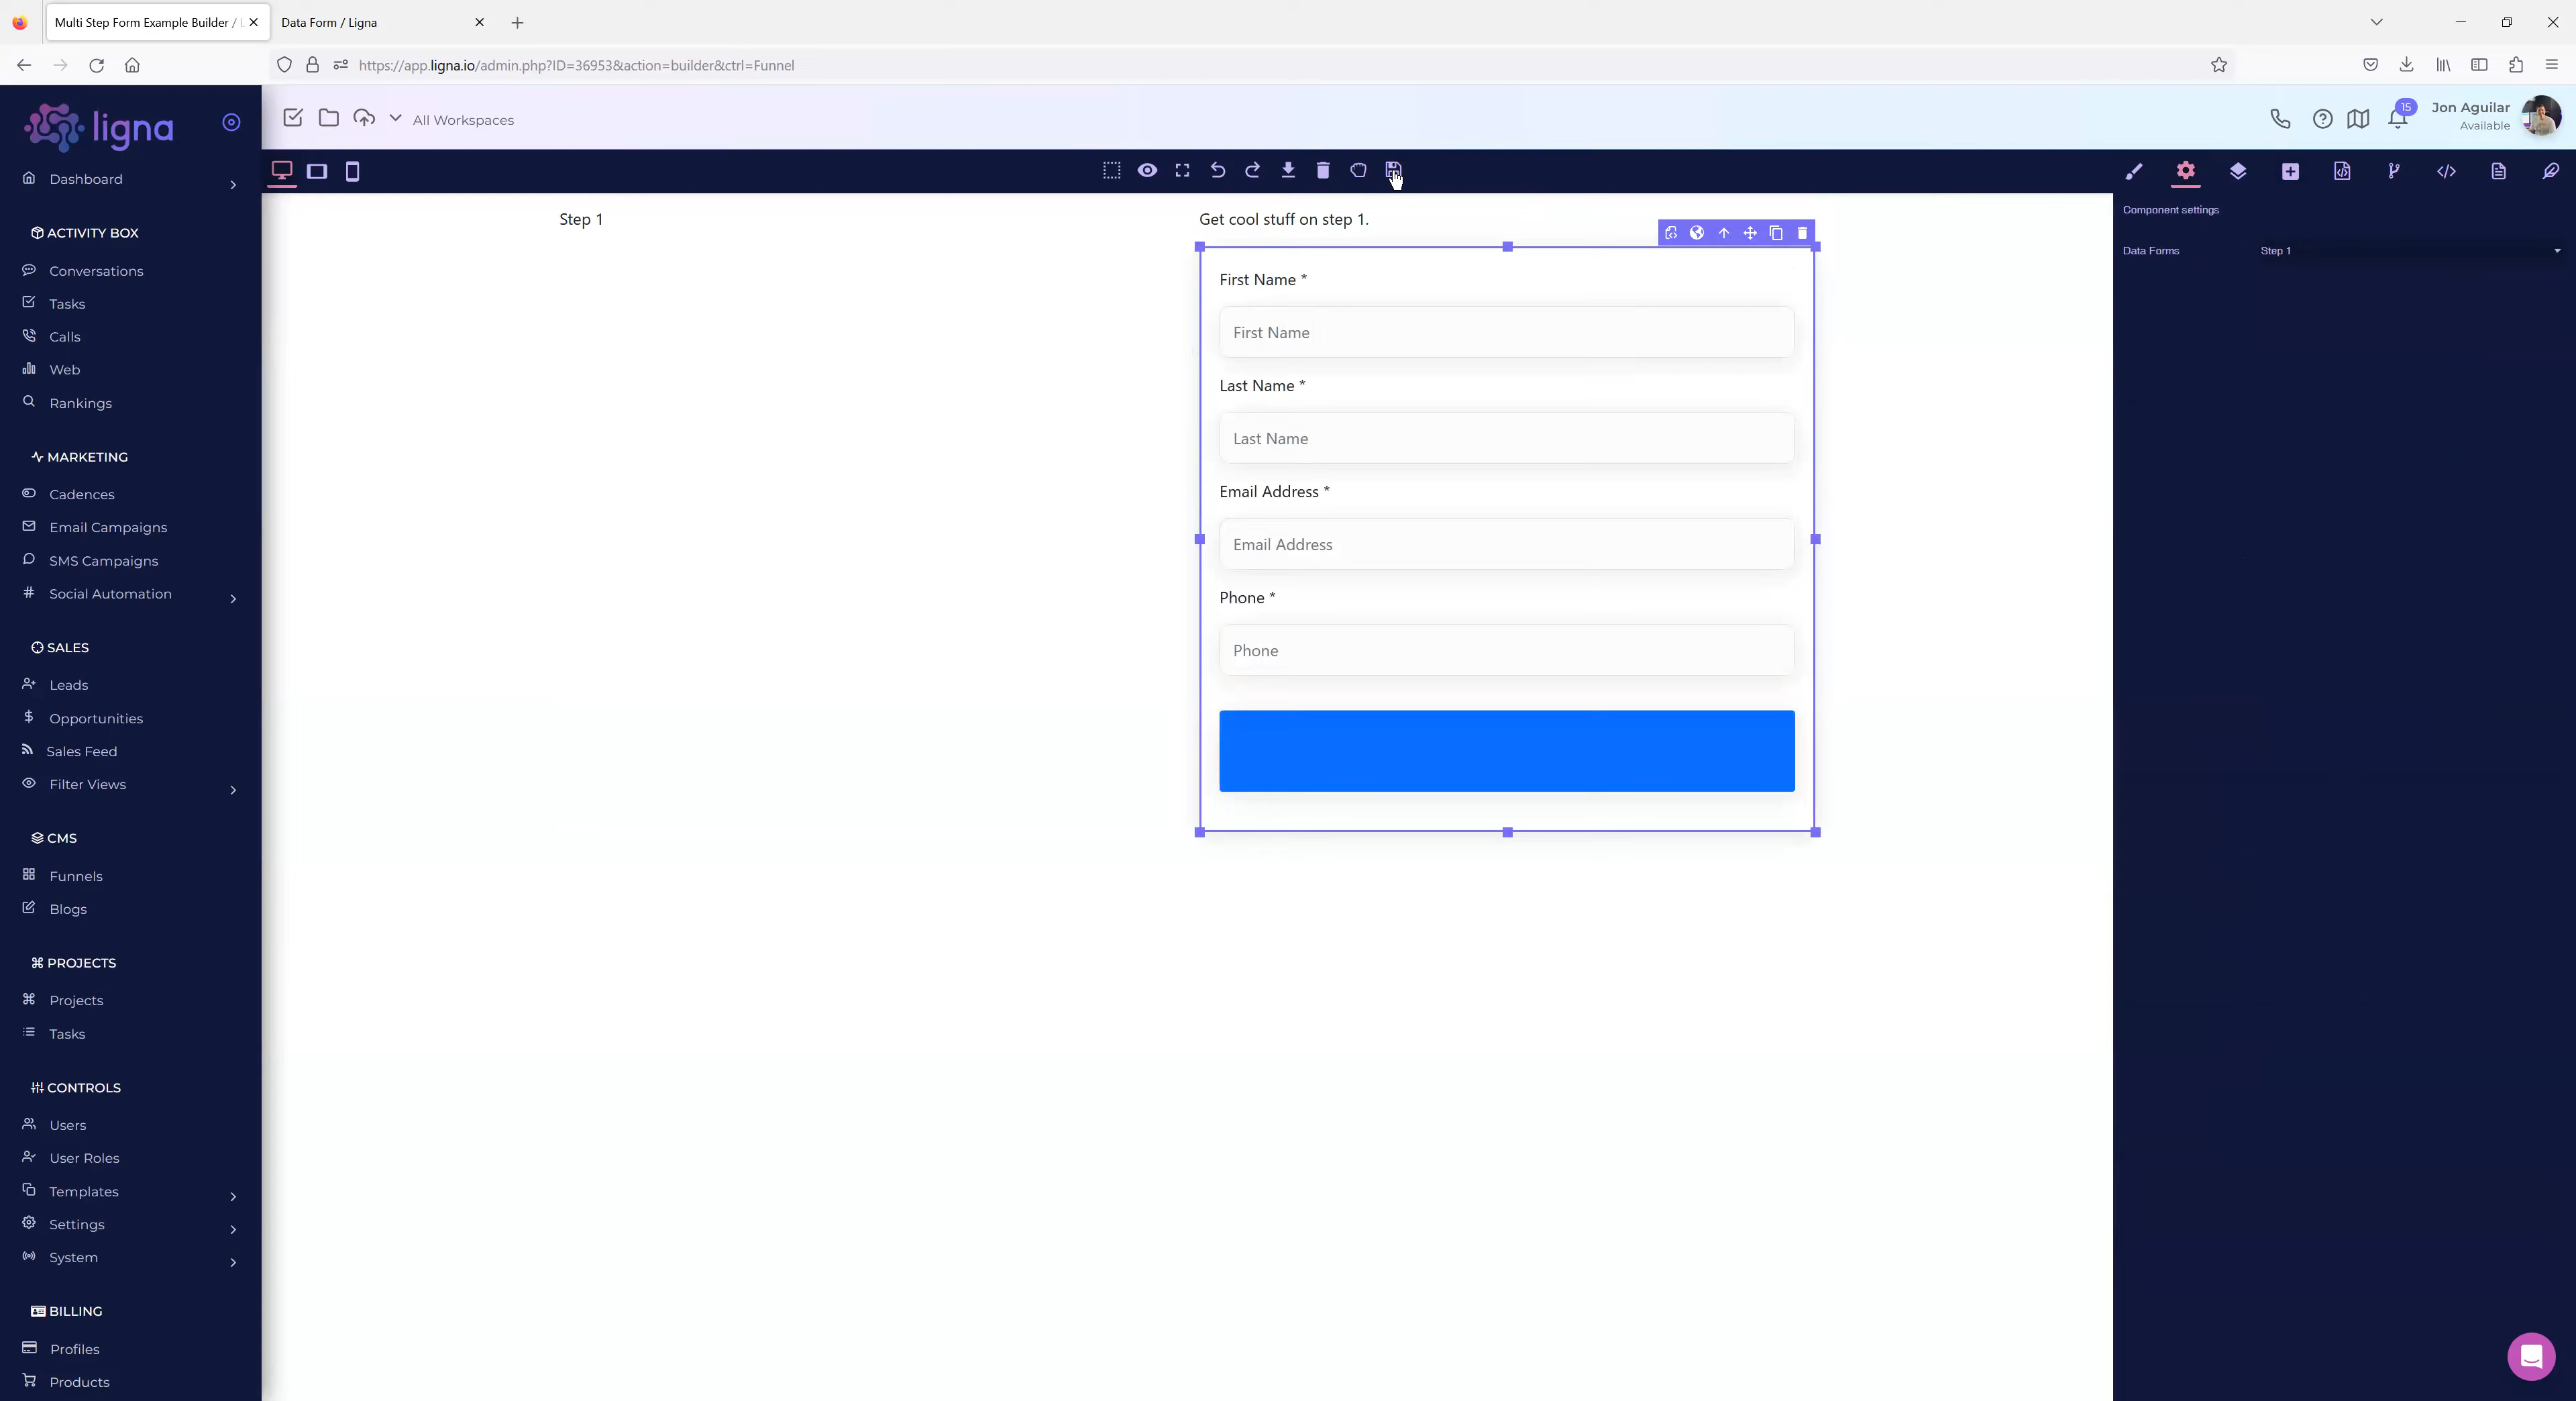 Multi Step Form Example Builder / L
Data Form / Ligna
https://app.ligna.io/admin.php?ID=36953&action=builder&ctrl=Funnel
ligna
All Workspaces
15
Jon Aguilar
Available
Dashboard
ACTIVITY BOX
Conversations
Tasks
Calls
Web
Rankings
MARKETING
Cadences
Email Campaigns
SMS Campaigns
Social Automation
SALES
Leads
Opportunities
Sales Feed
Filter Views
CMS
Funnels
Blogs
PROJECTS
Projects
Tasks
CONTROLS
Users
User Roles
Templates
Settings
System
BILLING
Profiles
Products
Step 1
Get cool stuff on step 1.
First Name *
First Name
Last Name *
Last Name
Email Address *
Email Address
Phone *
Phone
Component settings
Data Forms
Step 1